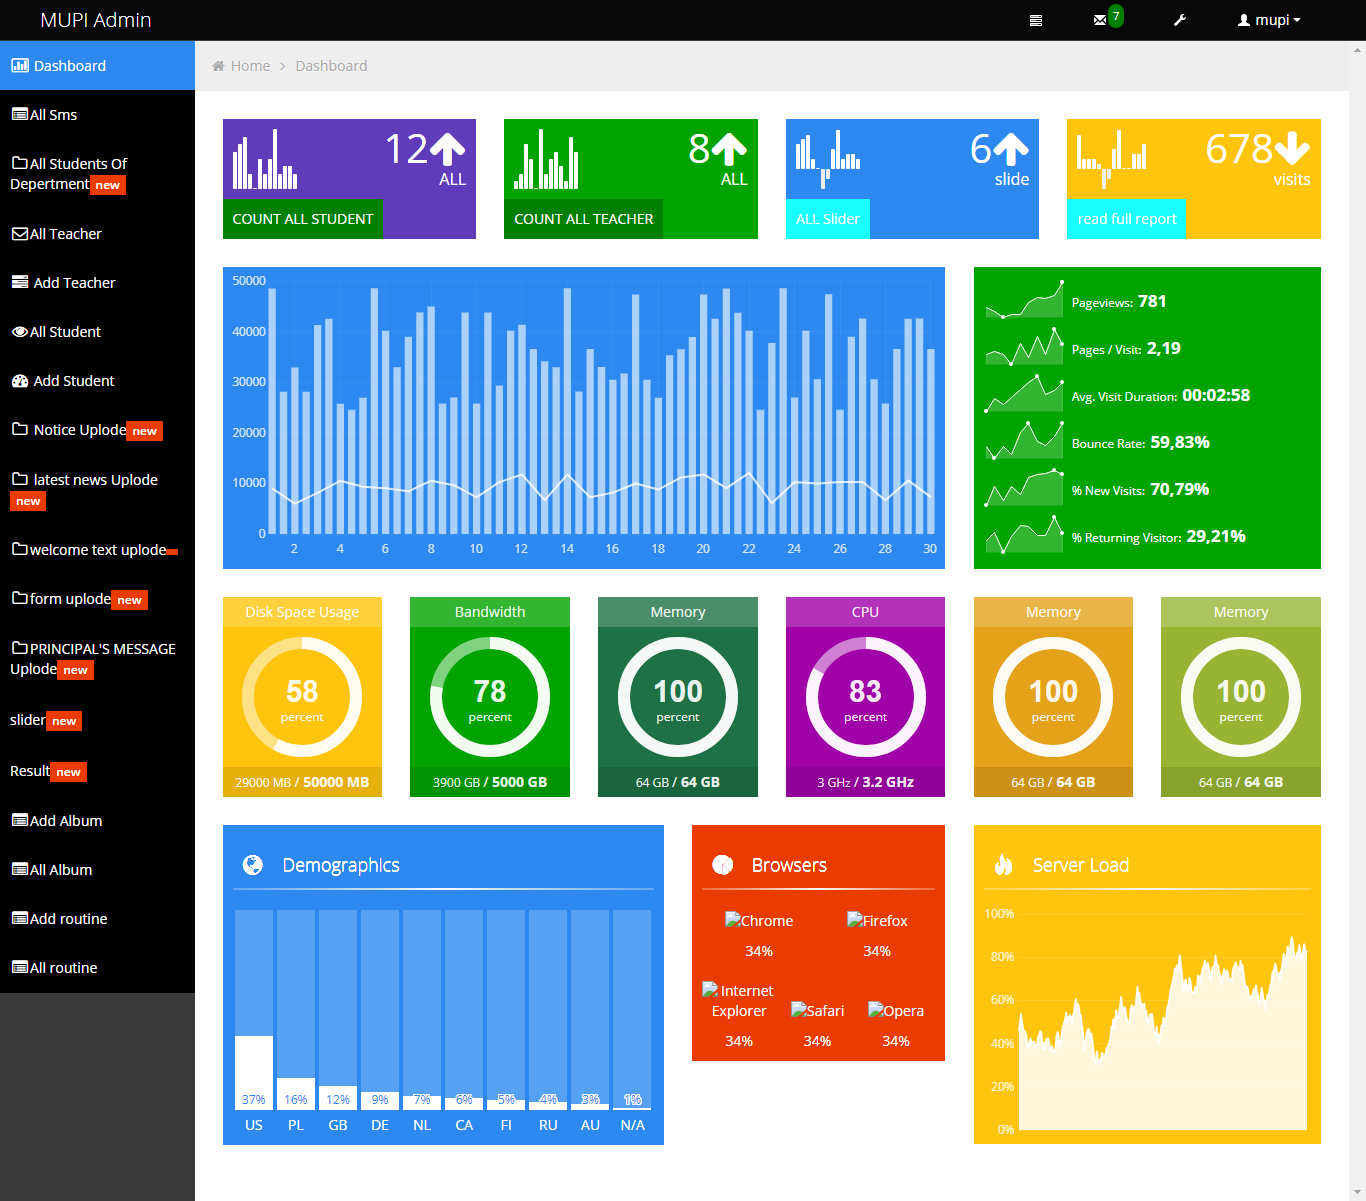 MUPI Admin
7
mupi
Dashboard
Home > Dashboard
All Sms
All Students Of
Depertment new
All Teacher
Add Teacher
All Student
Add Student
Notice Uplode new
latest news Uplode
new
welcome text uplode
form uplode new
PRINCIPAL'S MESSAGE
Uplode new
slider new
Result new
Add Album
All Album
Add routine
All routine
12
ALL
COUNT ALL STUDENT
8
ALL
COUNT ALL TEACHER
6
slide
ALL Slider
678
visits
read full report
50000
40000
30000
20000
10000
0
2 4 6 8 10 12 14 16 18 20 22 24 26 28 30
Pageviews: 781
Pages / Visit: 2,19
Avg. Visit Duration: 00:02:58
Bounce Rate: 59,83%
% New Visits: 70,79%
% Returning Visitor: 29,21%
Disk Space Usage
58
percent
29000 MB / 50000 MB
Bandwidth
78
percent
3900 GB / 5000 GB
Memory
100
percent
64 GB / 64 GB
CPU
83
percent
3 GHz / 3.2 GHz
Memory
100
percent
64 GB / 64 GB
Memory
100
percent
64 GB / 64 GB
Demographics
37% 16% 12% 9% 7% 6% 5% 4% 3% 1%
US PL GB DE NL CA FI RU AU N/A
Browsers
Chrome Firefox
34% 34%
Internet
Explorer Safari Opera
34% 34% 34%
Server Load
100%
80%
60%
40%
20%
0%